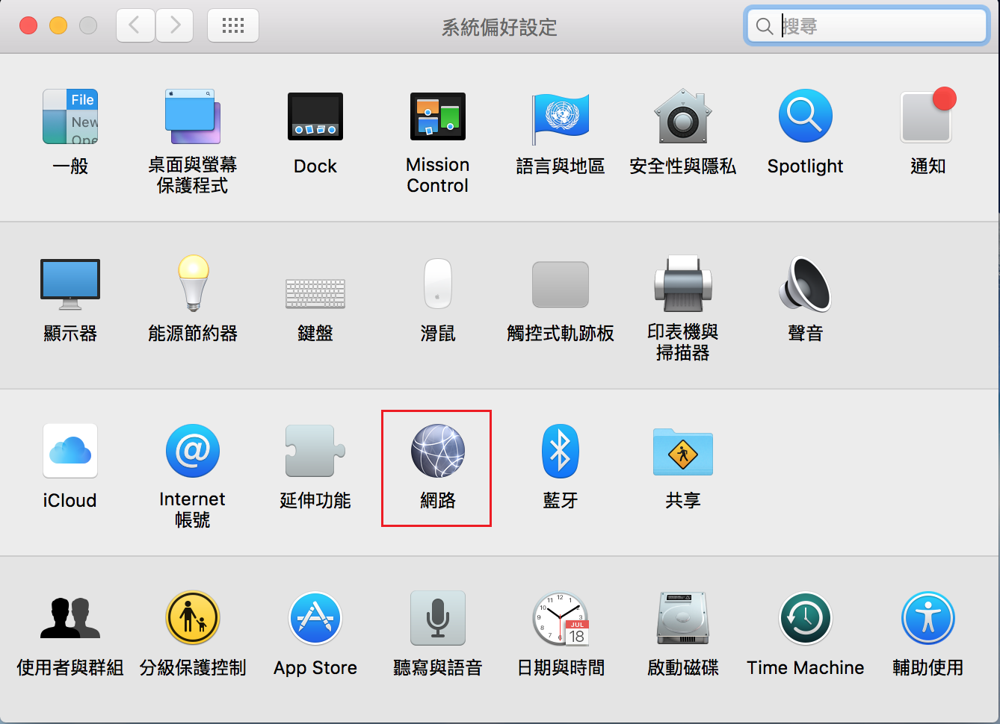 系統偏好設定
搜尋
File
New
Ope
一般
桌面與螢幕
保護程式
Dock
Mission
Control
語言與地區
安全性與隱私
Spotlight
通知
顯示器
能源節約器
鍵盤
滑鼠
觸控式軌跡板
印表機與
掃描器
聲音
iCloud
Internet
帳號
延伸功能
網路
藍牙
共享
使用者與群組
分級保護控制
App Store
聽寫與語音
JUL
18
日期與時間
啟動磁碟
Time Machine
輔助使用